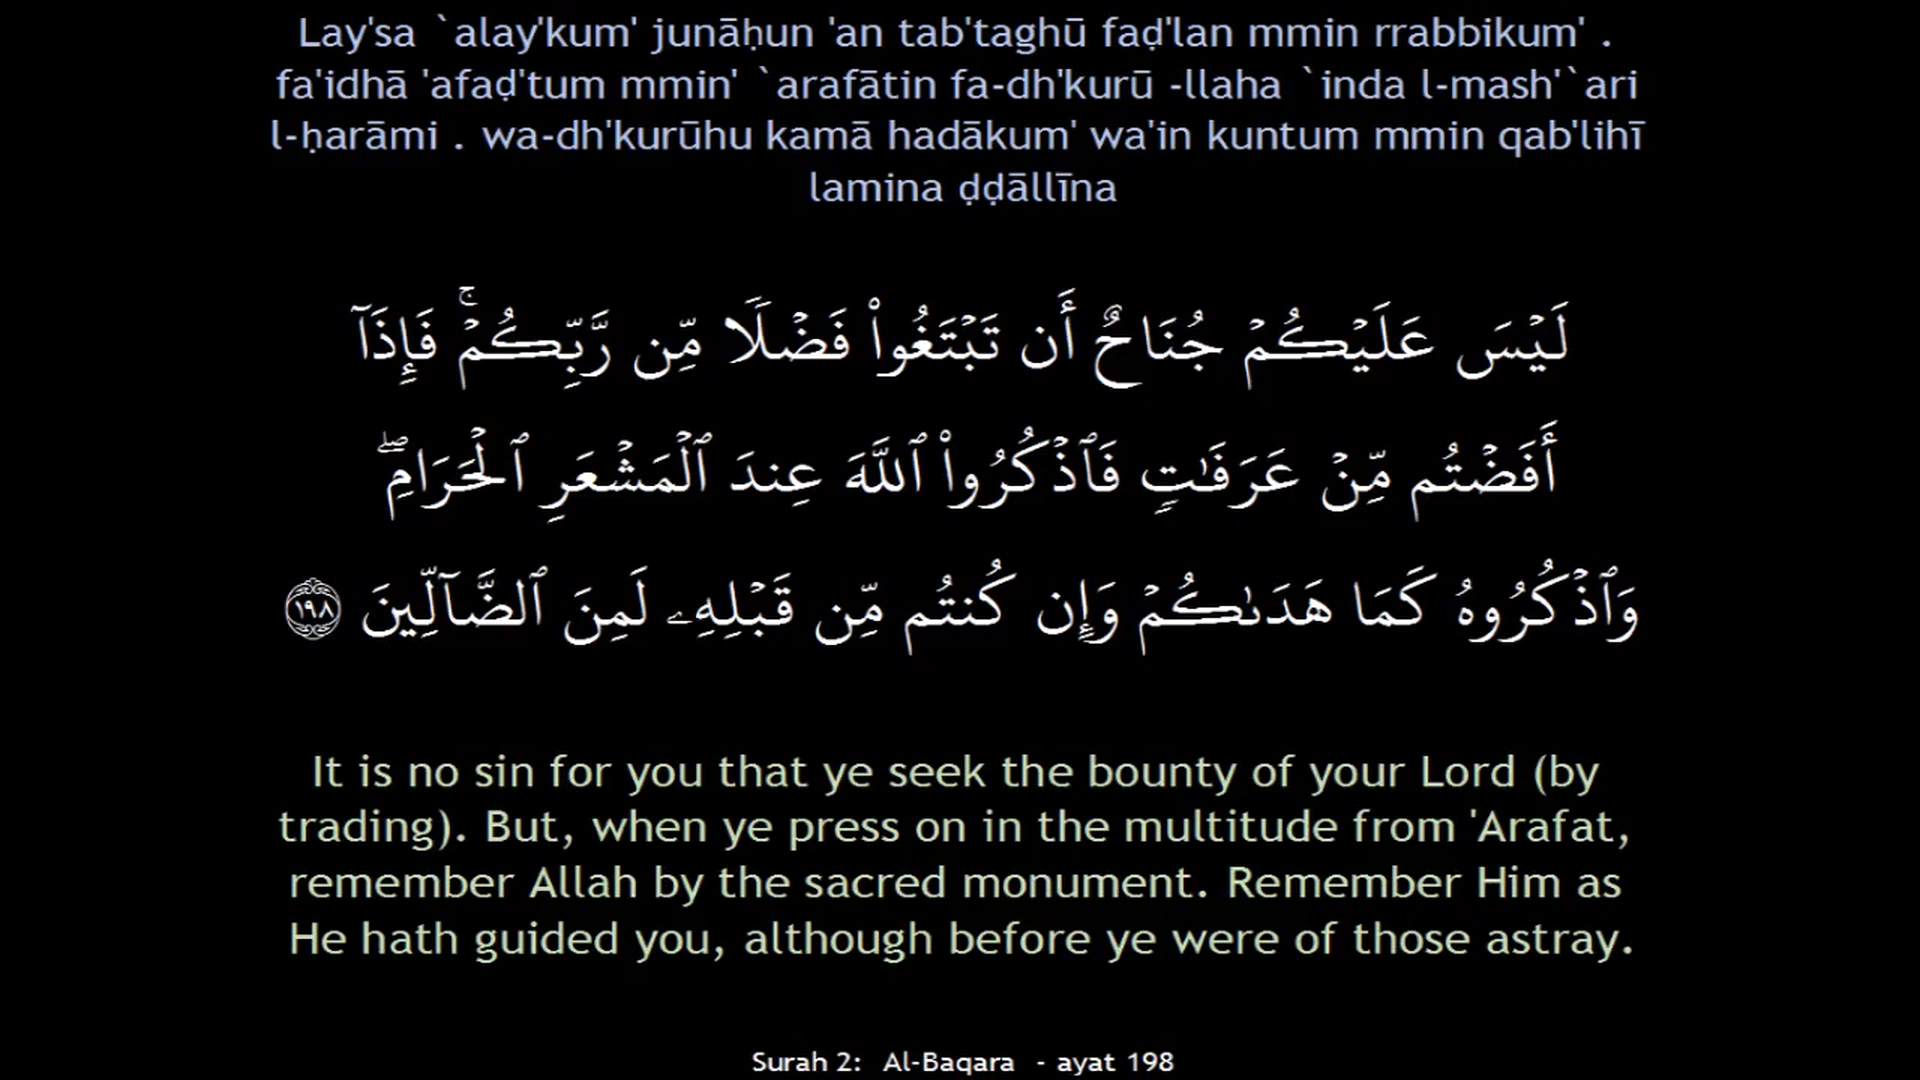 Lay'sa `alay'kum' junāḥun 'an tab'taghū faḍ'lan mmin rrabbikum' .
fa'idhā 'afaḍ'tum mmin' `arafātin fa-dh'kurū -llaha `inda l-mash'`ari
l-ḥarāmi . wa-dh'kurūhu kamā hadākum' wa'in kuntum mmin qab'lihī
lamina ḍḍāllīna
لَيۡسَ عَلَيۡكُمۡ جُنَاحٌ أَن تَبۡتَغُواْ فَضۡلًا مِّن رَّبِّكُمۡۚ فَإِذَآ
أَفَضۡتُم مِّنۡ عَرَفَٰتٖ فَٱذۡكُرُواْ ٱللَّهَ عِندَ ٱلۡمَشۡعَرِ ٱلۡحَرَامِۖ
وَٱذۡكُرُوهُ كَمَا هَدَىٰكُمۡ وَإِن كُنتُم مِّن قَبۡلِهِۦ لَمِنَ ٱلضَّآلِّينَ ١٩٨
It is no sin for you that ye seek the bounty of your Lord (by
trading). But, when ye press on in the multitude from 'Arafat,
remember Allah by the sacred monument. Remember Him as
He hath guided you, although before ye were of those astray.
Surah 2: Al-Baqara - ayat 198